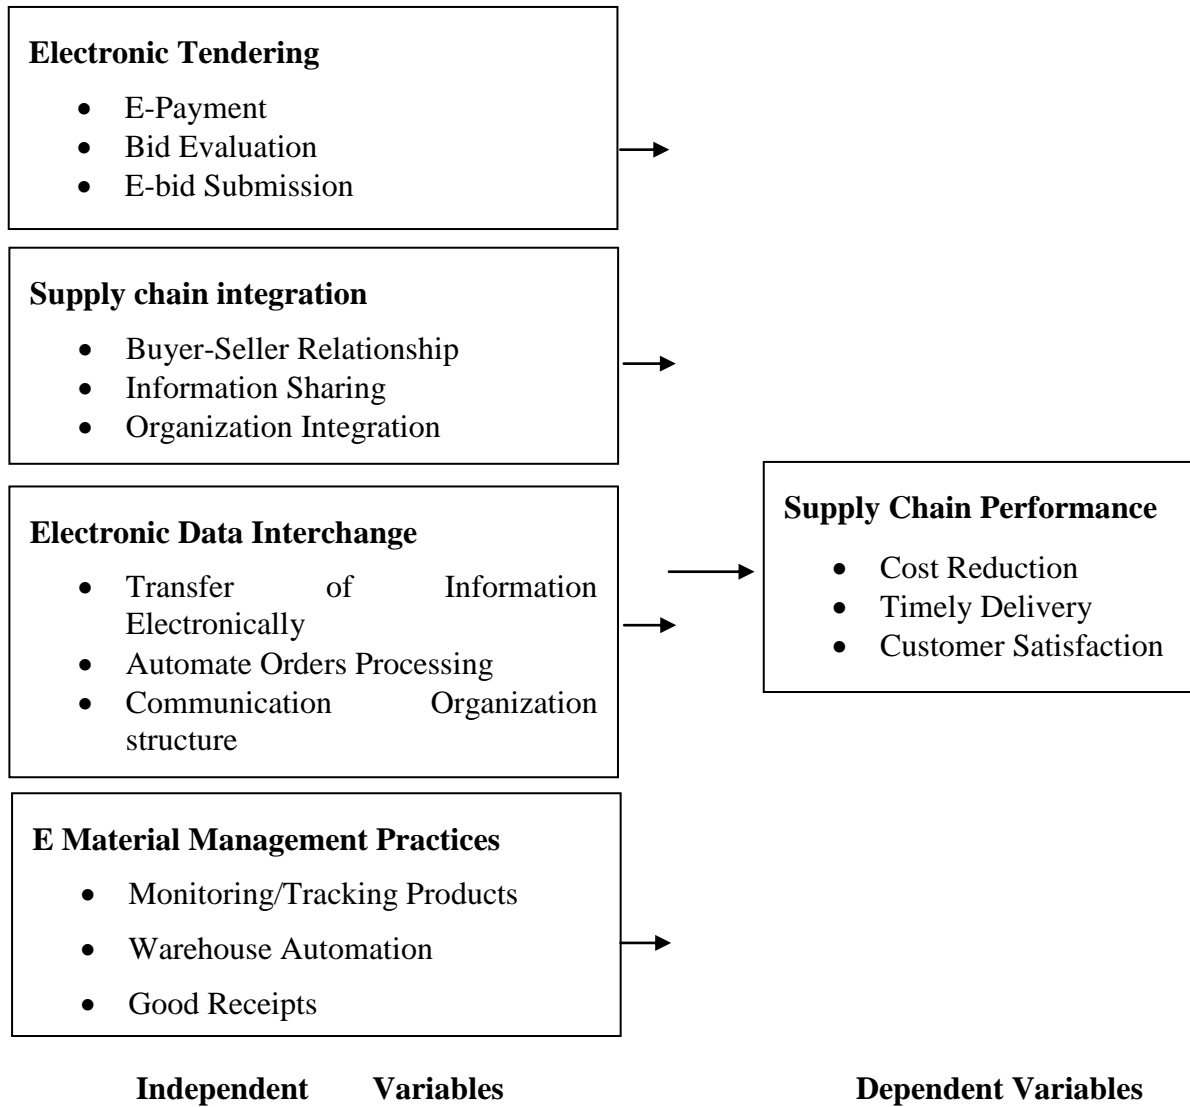 Electronic Tendering
• E-Payment
• Bid Evaluation
• E-bid Submission
Supply chain integration
• Buyer-Seller Relationship
• Information Sharing
• Organization Integration
Electronic Data Interchange
• Transfer of Information
Electronically
• Automate Orders Processing
• Communication Organization
structure
E Material Management Practices
• Monitoring/Tracking Products
• Warehouse Automation
• Good Receipts
Supply Chain Performance
• Cost Reduction
• Timely Delivery
• Customer Satisfaction
Independent Variables
Dependent Variables